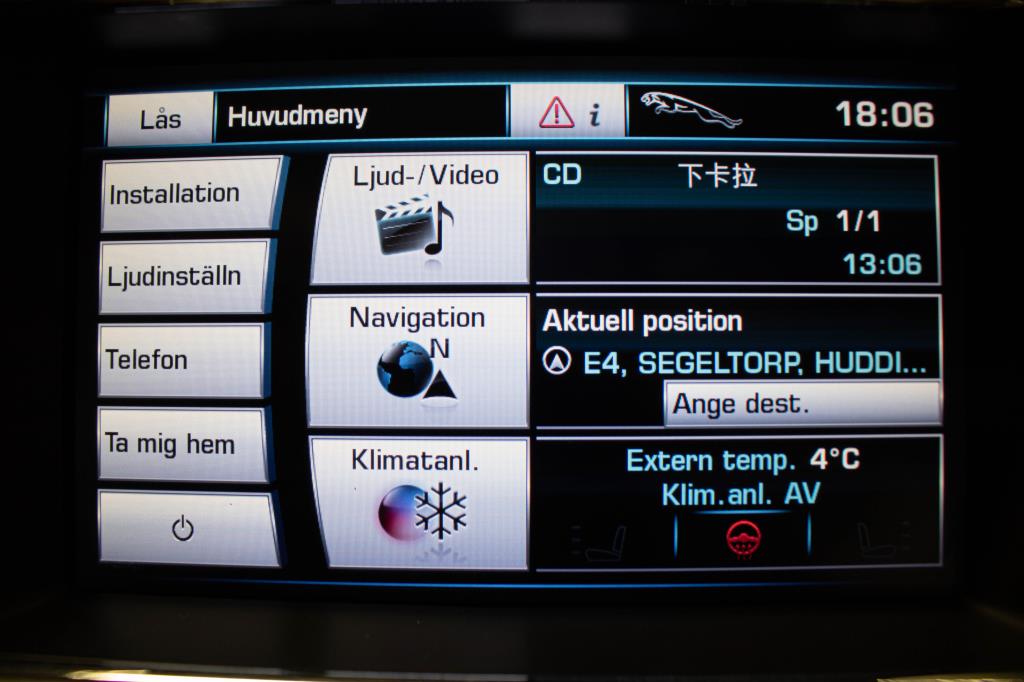 Lås
Huvudmeny
i
18:06
Installation
Ljudinställn
Telefon
Ta mig hem
Ljud-/Video
Navigation
N
Klimatanl.
CD 下卡拉
Sp 1/1
13:06
Aktuell position
E4, SEGELTORP, HUDDI...
Ange dest.
Extern temp. 4°C
Klim.anl. AV